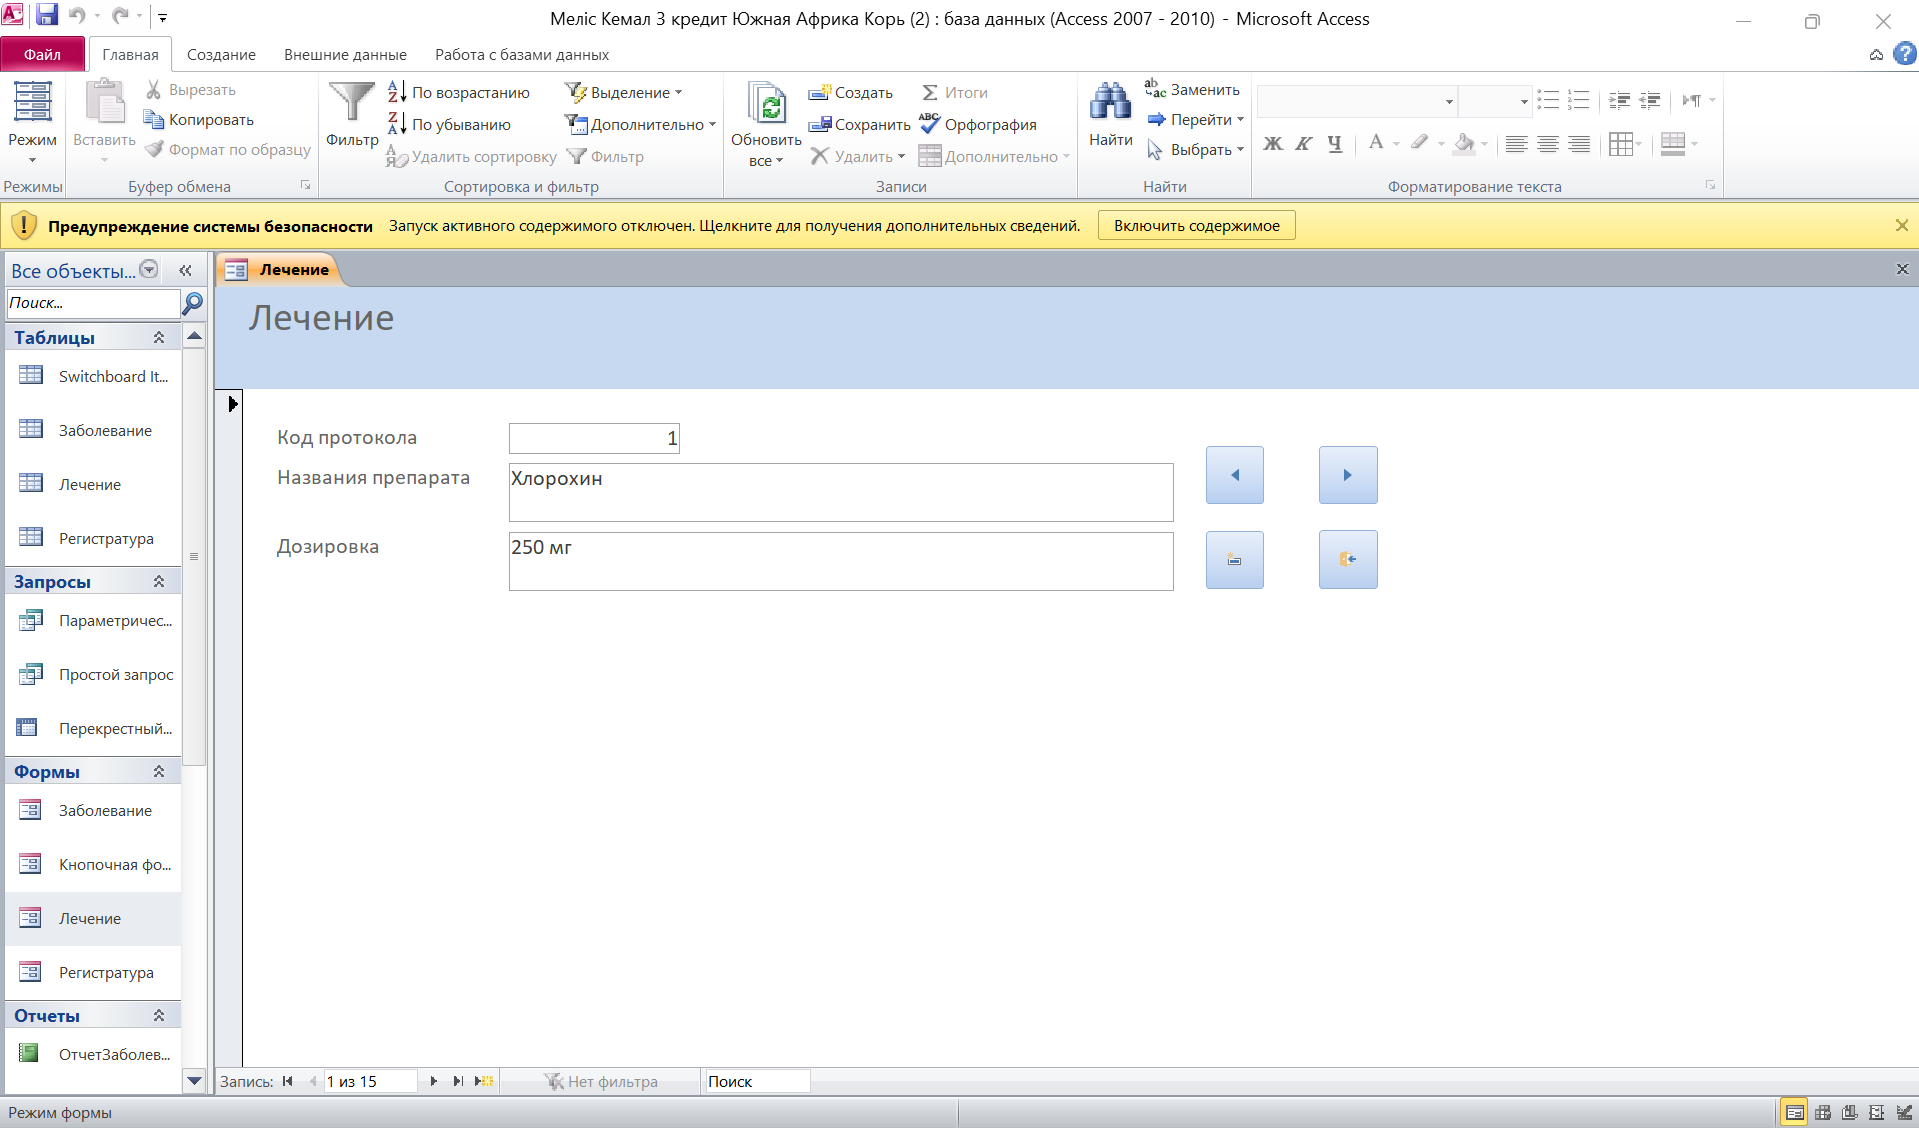 Меліс Кемал 3 кредит Южная Африка Корь (2) : база данных (Access 2007 - 2010) - Microsoft Access
Файл Главная Создание Внешние данные Работа с базами данных
Режим
Режимы
Вставить
Вырезать
Копировать
Формат по образцу
Буфер обмена
Фильтр
По возрастанию
По убыванию
Удалить сортировку
Выделение
Дополнительно
Фильтр
Сортировка и фильтр
Обновить
все
Создать
Сохранить
Удалить
Итоги
Орфография
Дополнительно
Записи
Найти
Заменить
Перейти
Выбрать
Найти
Ж К Ч А
Форматирование текста
Предупреждение системы безопасности Запуск активного содержимого отключен. Щелкните для получения дополнительных сведений. Включить содержимое
Все объекты...
Поиск...
Таблицы
Switchboard It...
Заболевание
Лечение
Регистратура
Запросы
Параметричес...
Простой запрос
Перекрестный...
Формы
Заболевание
Кнопочная фо...
Лечение
Регистратура
Отчеты
ОтчетЗаболев...
Лечение
Лечение
Код протокола 1
Названия препарата Хлорохин
Дозировка 250 мг
Запись: 1 из 15 Нет фильтра Поиск
Режим формы